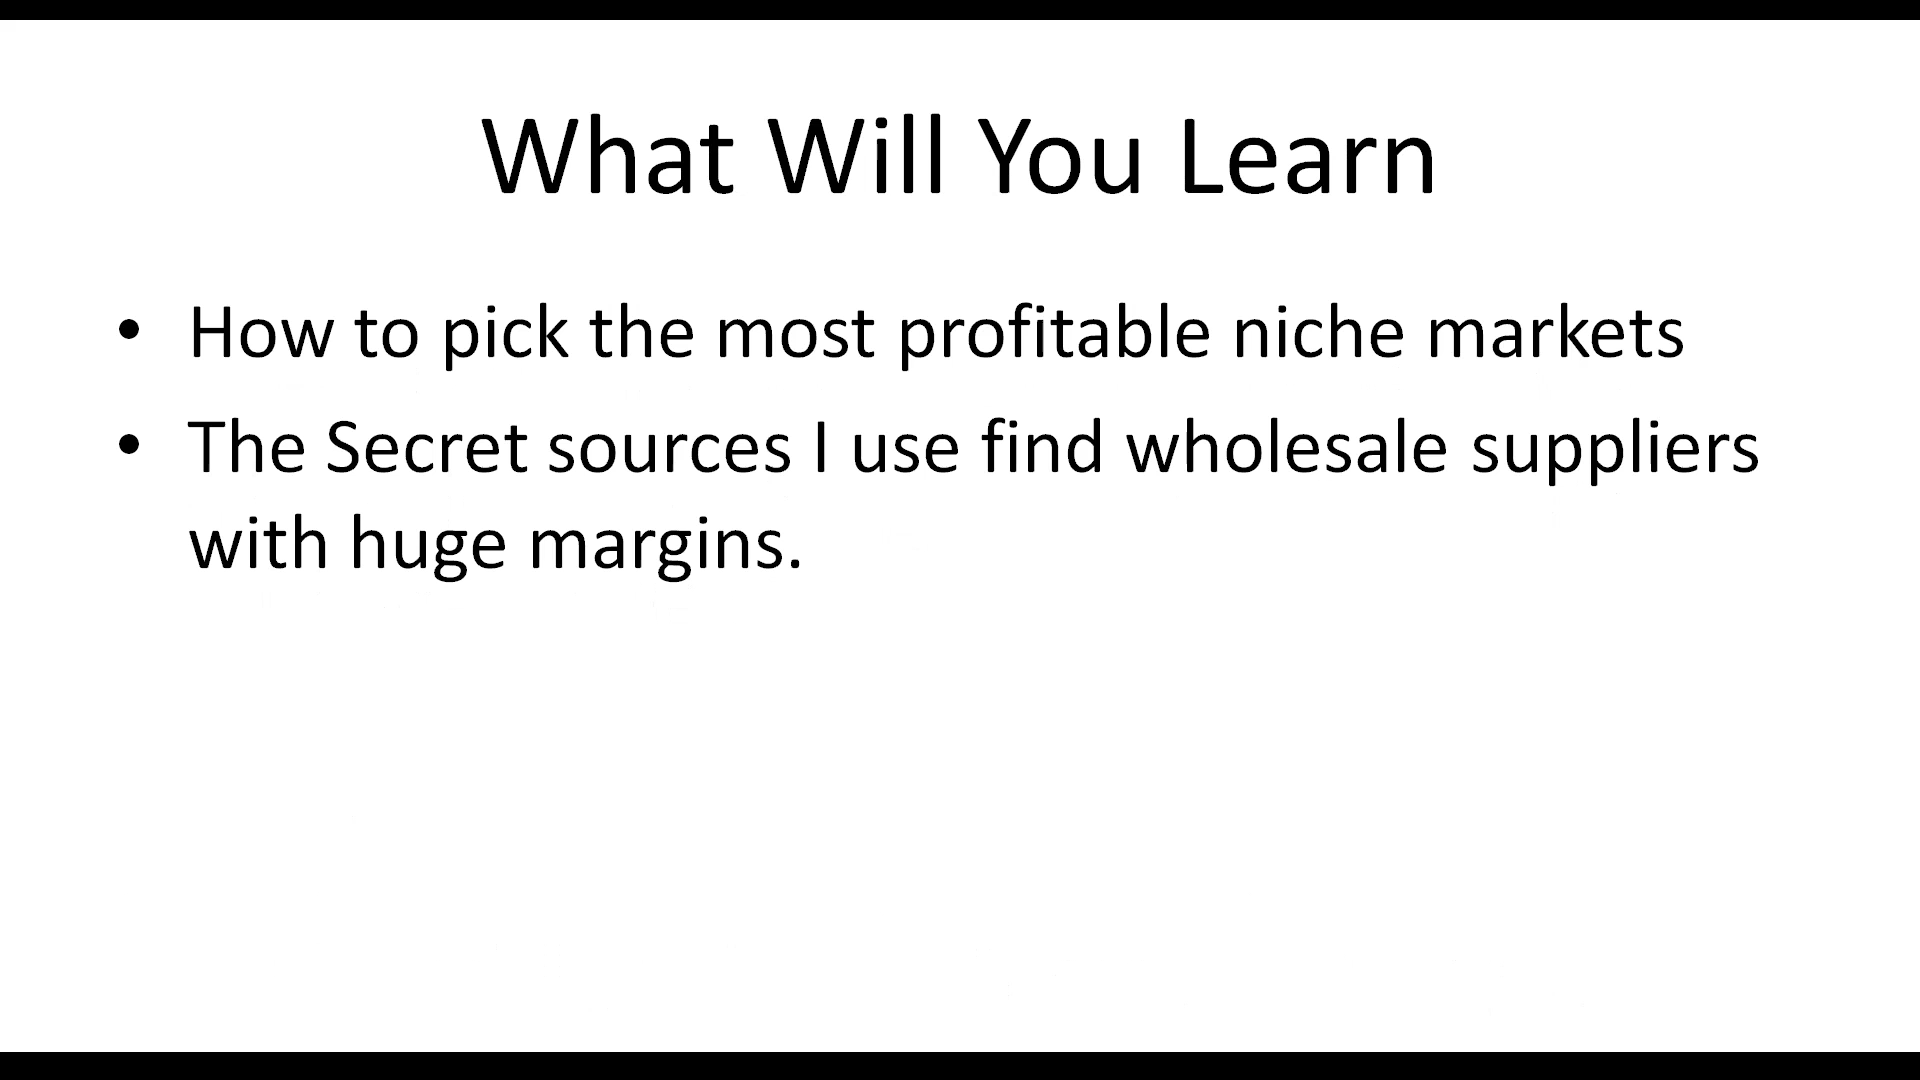 What Will You Learn
• How to pick the most profitable niche markets
• The Secret sources I use find wholesale suppliers
with huge margins.